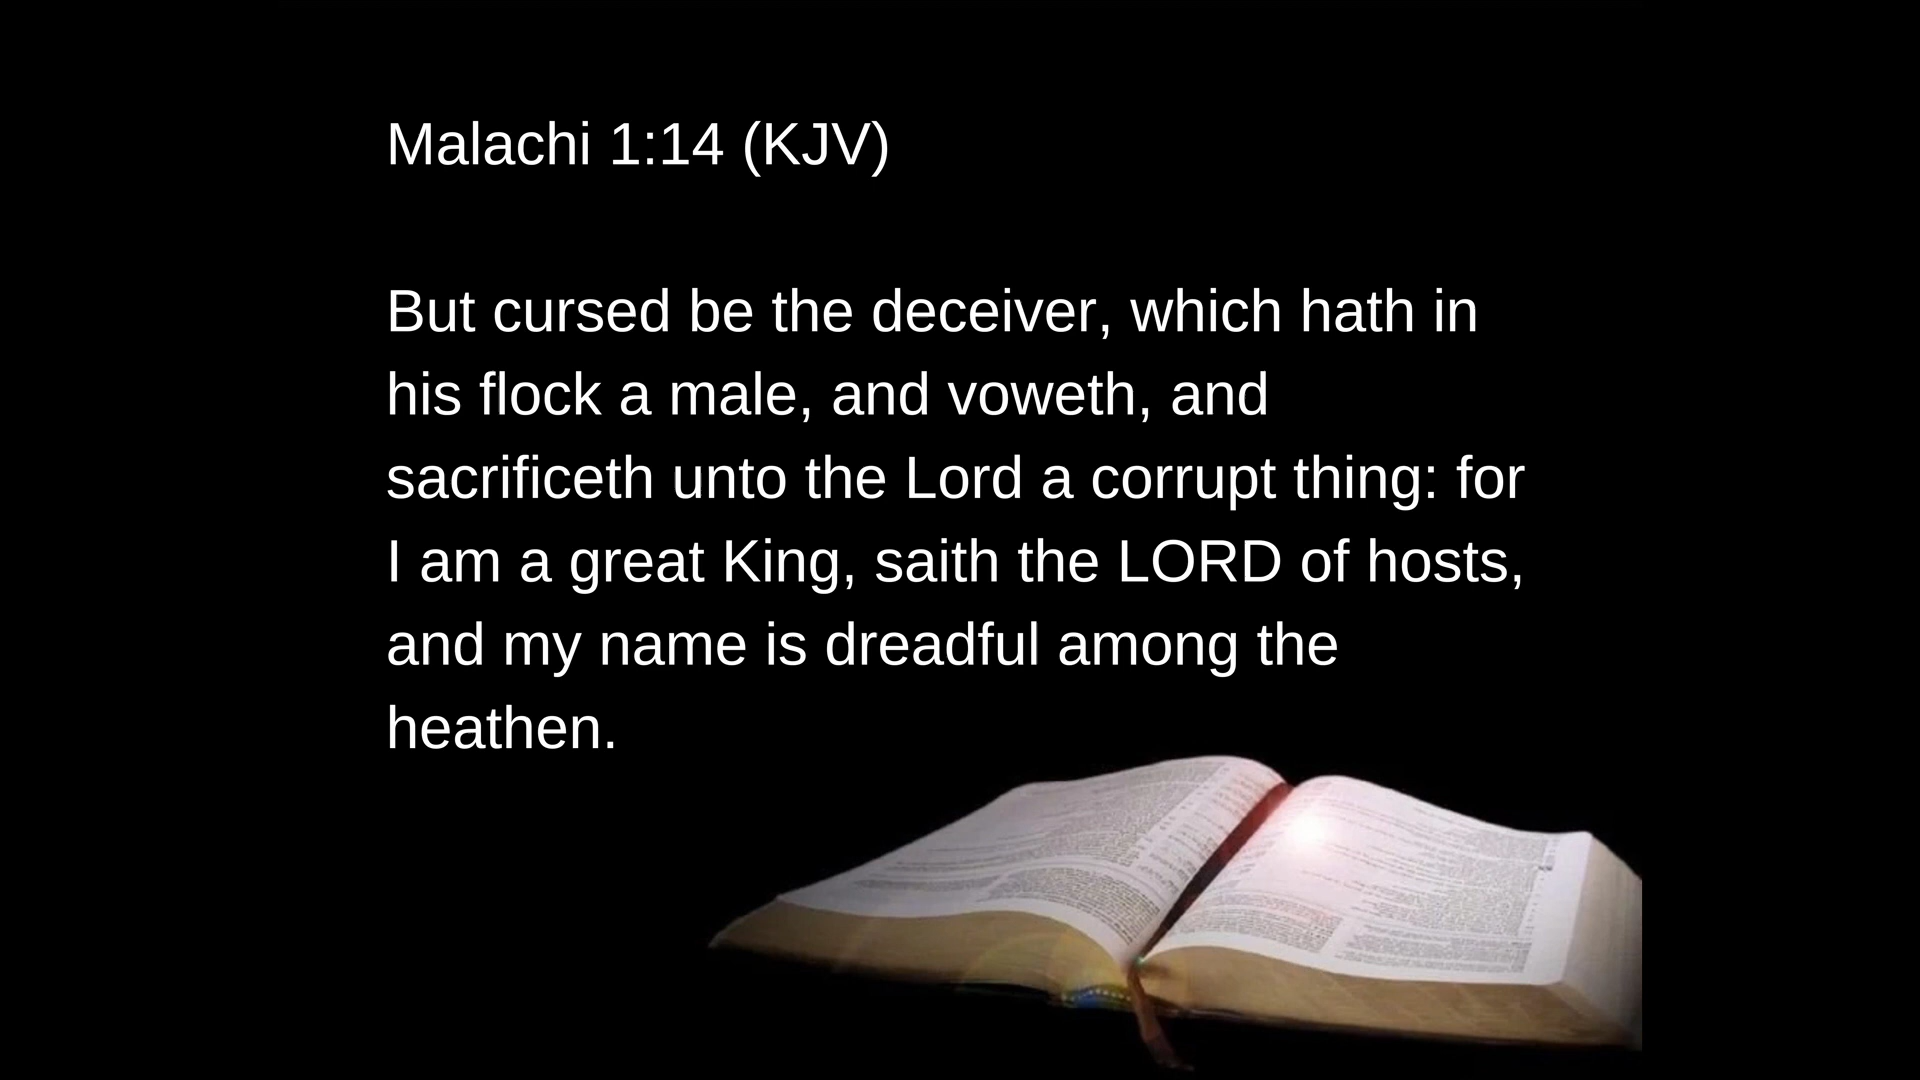 Malachi 1:14 (KJV)
But cursed be the deceiver, which hath in
his flock a male, and voweth, and
sacrificeth unto the Lord a corrupt thing: for
I am a great King, saith the LORD of hosts,
and my name is dreadful among the
heathen.